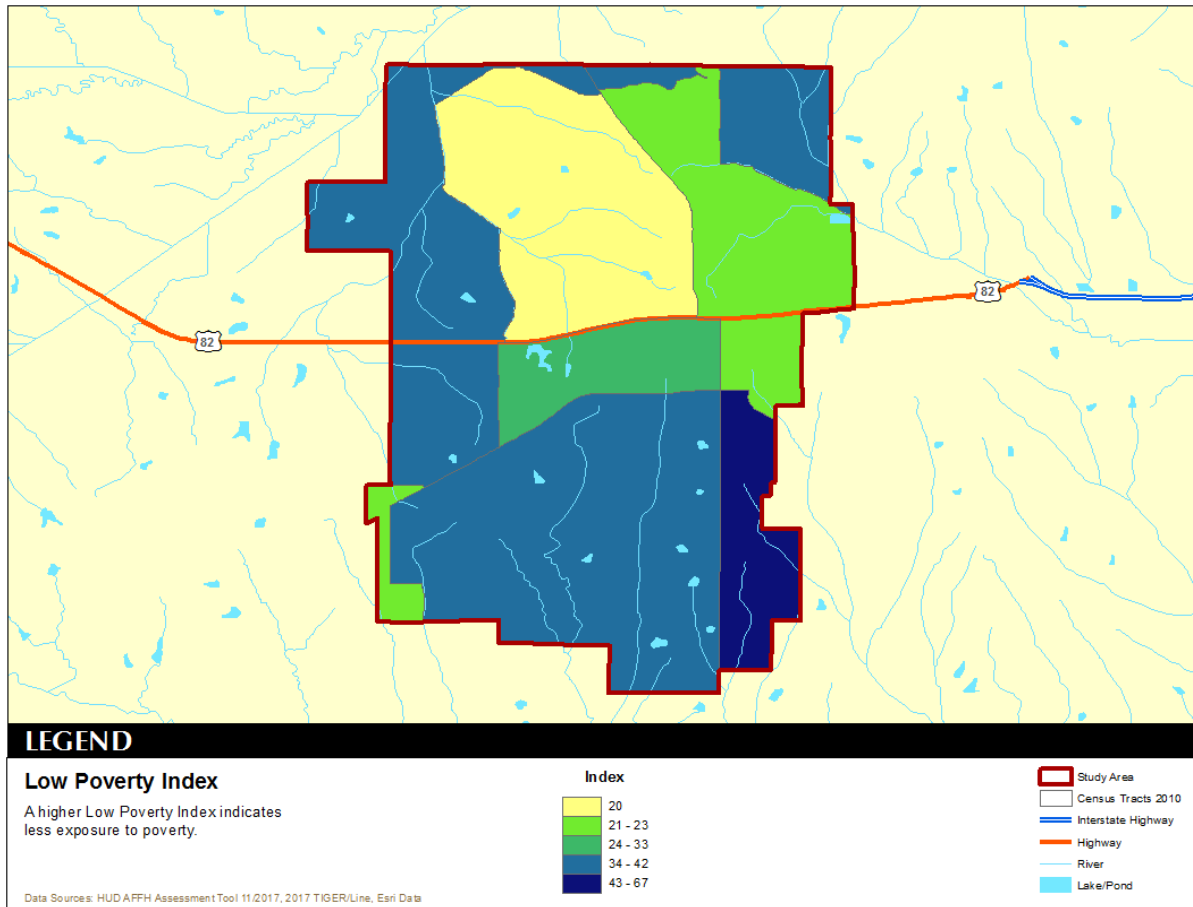 82
82
LEGEND
Low Poverty Index
A higher Low Poverty Index indicates
less exposure to poverty.
Data Sources: HUD AFFH Assessment Tool 11/2017, 2017 TIGER/Line, Esri Data
Index
20
21 - 23
24 - 33
34 - 42
43 - 67
Study Area
Census Tracts 2010
Interstate Highway
Highway
River
Lake/Pond